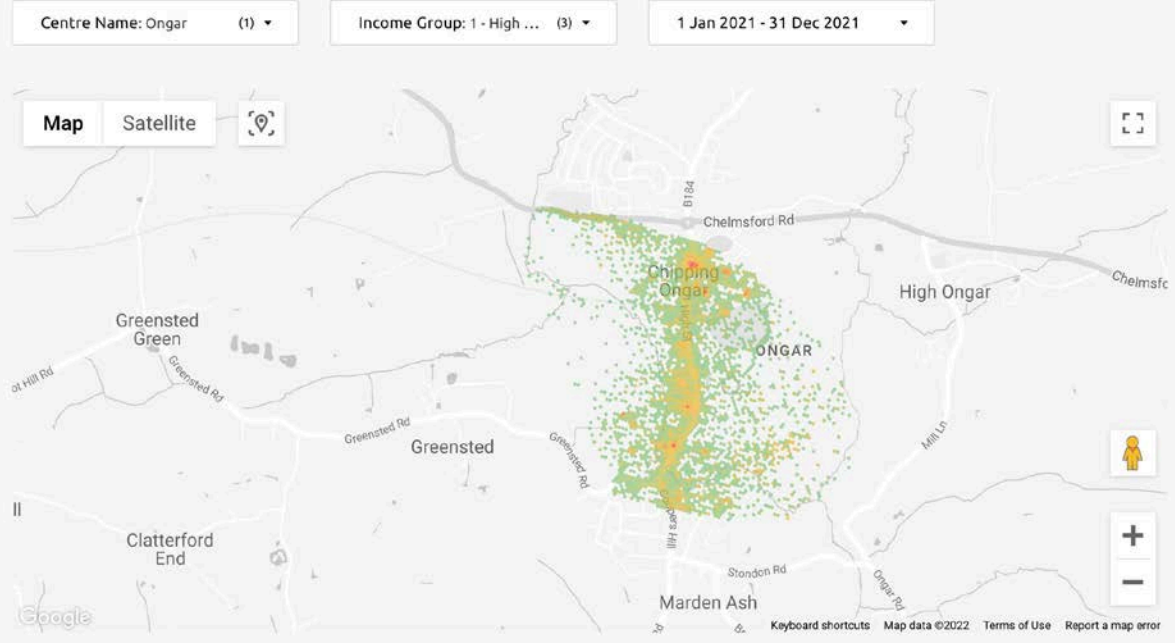 Centre Name: Ongar (1)
Income Group: 1 - High ... (3)
1 Jan 2021 - 31 Dec 2021
Map
Satellite
B184
Chelmsford Rd
Chelmsfc
Chipping
Ongar
High Ongar
Greensted
Green
ONGAR
ot Hill Rd
Greensted Rd
Greensted Rd
Greensted
Greensted Rd
Mill Ln
ll
Clatterford
End
Stondon Rd
Ongar Rd
Marden Ash
Google
Keyboard shortcuts
Map data ©2022
Terms of Use
Report a map error